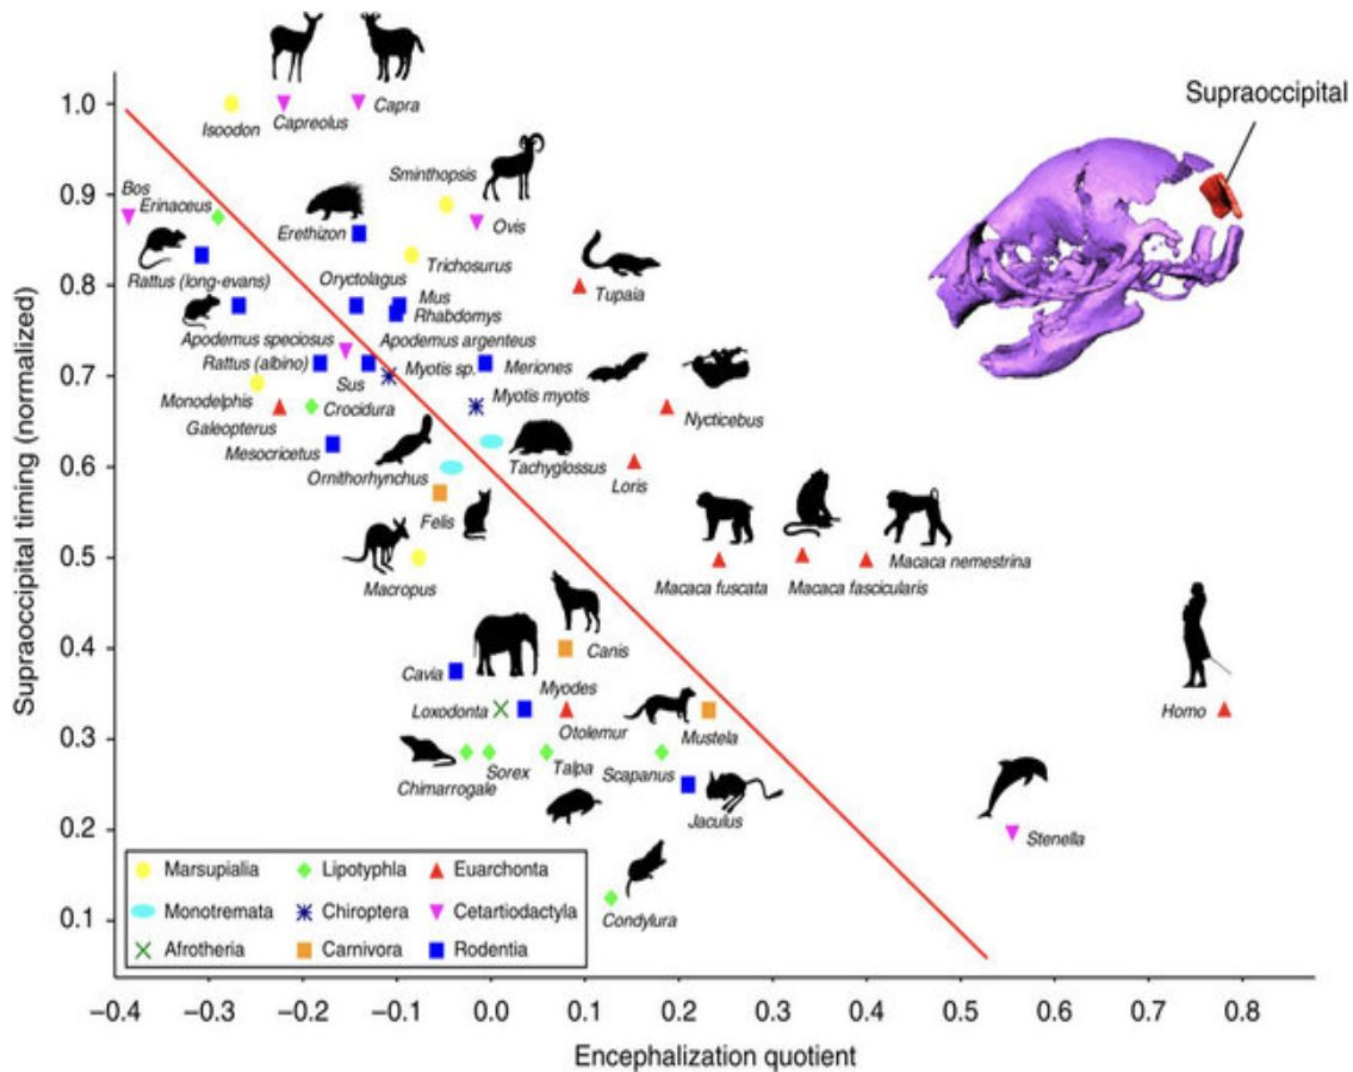 Supraoccipital
1.0
Isoodon
Capreolus
Capra
Sminthopsis
0.9
Bos
Erinaceus
Erethizon
Ovis
Trichosurus
Rattus (long-evans)
Oryctolagus
0.8
Mus
Rhabdomys
Tupaia
Apodemus speciosus
Apodemus argenteus
Rattus (albino)
Sus
Myotis sp.
Meriones
0.7
Monodelphis
Crocidura
Myotis myotis
Nycticebus
Galeopterus
Mesocricetus
Ornithorhynchus
Tachyglossus
0.6
Loris
Felis
0.5
Macropus
Macaca fuscata
Macaca fascicularis
Macaca nemestrina
0.4
Canis
Cavia
Myodes
Loxodonta
Otolemur
Mustela
Homo
0.3
Chimarrogale
Sorex
Talpa
Scapanus
Jaculus
0.2
Stenella
Marsupialia
Lipotyphla
Euarchonta
Monotremata
Chiroptera
Cetartiodactyla
Afrotheria
Carnivora
Rodentia
0.1
Condylura
−0.4 −0.3 −0.2 −0.1 0.0 0.1 0.2 0.3 0.4 0.5 0.6 0.7 0.8
Encephalization quotient
Supraoccipital timing (normalized)